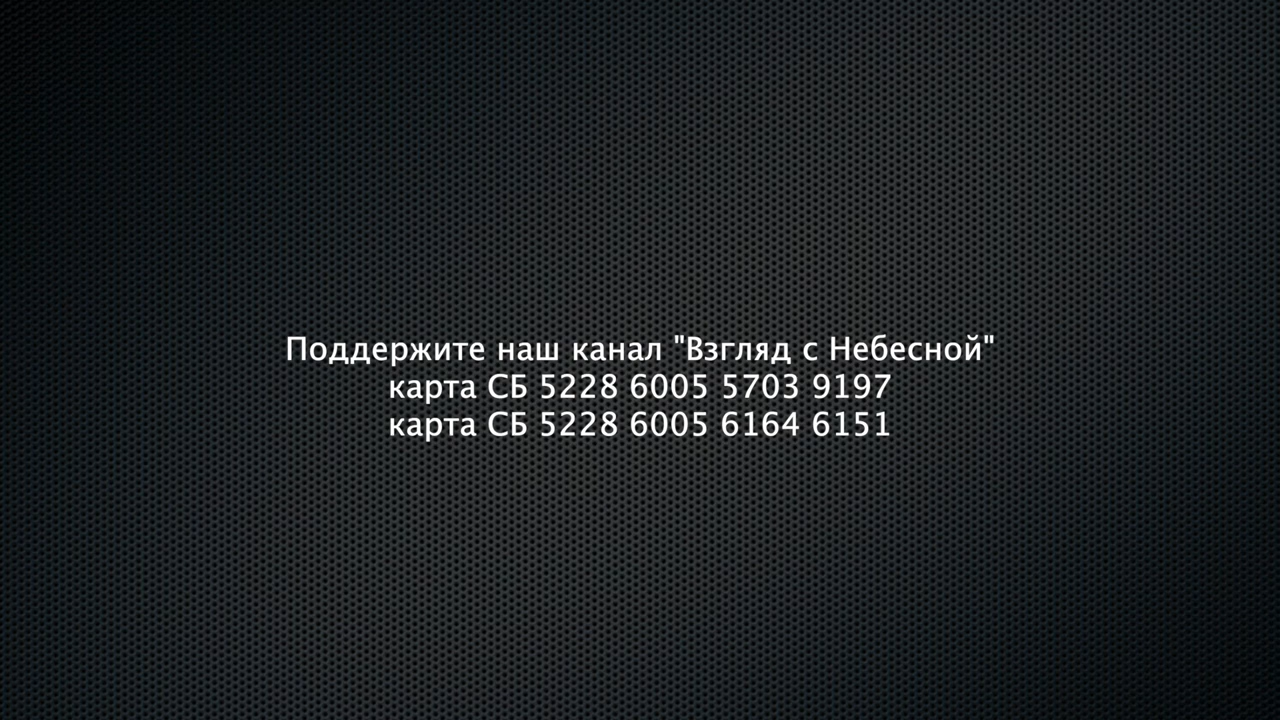 Поддержите наш канал "Взгляд с Небесной"
карта СБ 5228 6005 5703 9197
карта СБ 5228 6005 6164 6151